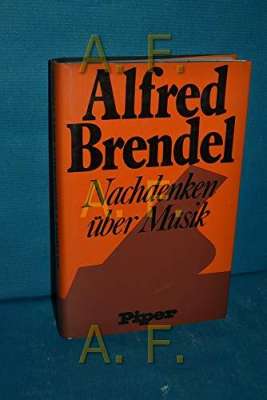 A. F.
Alfred
Brendel
Nachdenken
über Musik
A. F.
A. F.
Piper
A. F.